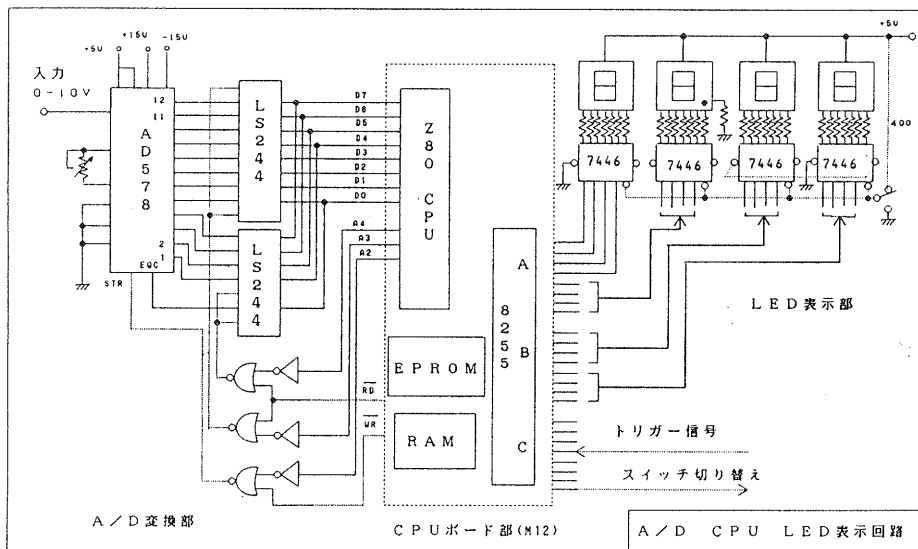 +5V
+15V
-15V
入力
0-10V
AD578
12
11
2
1
EOC
STR
LS244
LS244
D7
D6
D5
D4
D3
D2
D1
D0
A4
A3
A2
RD
WR
Z80 CPU
EPROM
RAM
8255
A
B
C
+5V
400
7446
7446
7446
7446
LED表示部
トリガー信号
スイッチ切り替え
A/D変換部
CPUボード部(M12)
A/D CPU LED表示回路